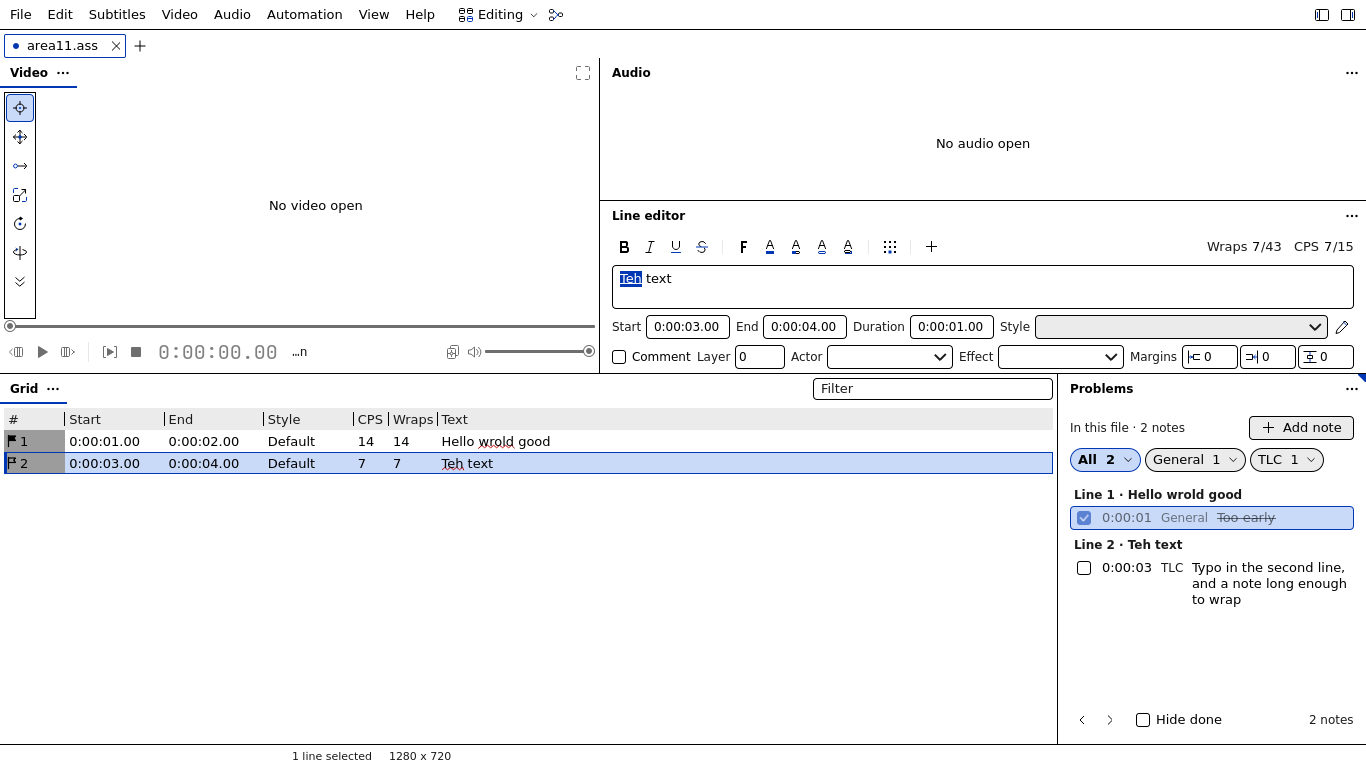 File Edit Subtitles Video Audio Automation View Help Editing
area11.ass
Video ···
No video open
0:00:00.00 …n
Audio ···
No audio open
Line editor ···
B I U S F A A A A Wraps 7/43 CPS 7/15
Teh text
Start 0:00:03.00 End 0:00:04.00 Duration 0:00:01.00 Style
Comment Layer 0 Actor Effect Margins 0 0 0
Grid ··· Filter
# Start End Style CPS Wraps Text
1 0:00:01.00 0:00:02.00 Default 14 14 Hello wrold good
2 0:00:03.00 0:00:04.00 Default 7 7 Teh text
Problems ···
In this file · 2 notes Add note
All 2 General 1 TLC 1
Line 1 · Hello wrold good
0:00:01 General Too early
Line 2 · Teh text
0:00:03 TLC Typo in the second line,
and a note long enough
to wrap
Hide done 2 notes
1 line selected 1280 x 720